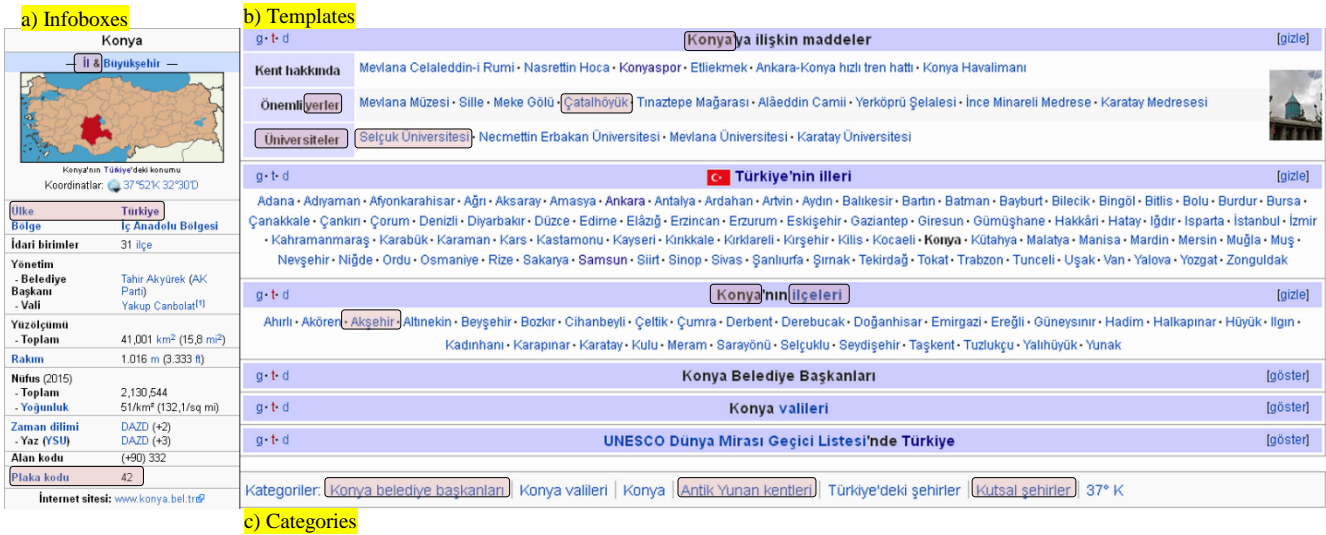 a) Infoboxes
Konya
— İl & Büyükşehir —
Konya'nın Türkiye'deki konumu
Koordinatlar: 37°52′K 32°30′D
Ülke Türkiye
Bölge İç Anadolu Bölgesi
İdari birimler 31 ilçe
Yönetim
- Belediye Başkanı Tahir Akyürek (AK Parti)
- Vali Yakup Canbolat[1]
Yüzölçümü
- Toplam 41,001 km² (15,8 mi²)
Rakım 1.016 m (3.333 ft)
Nüfus (2015)
- Toplam 2,130,544
- Yoğunluk 51/km² (132,1/sq mi)
Zaman dilimi DAZD (+2)
- Yaz (YSU) DAZD (+3)
Alan kodu (+90) 332
Plaka kodu 42
İnternet sitesi: www.konya.bel.tr
b) Templates
g • t • d Konya'ya ilişkin maddeler [gizle]
Kent hakkında Mevlana Celaleddin-i Rumi • Nasrettin Hoca • Konyaspor • Etliekmek • Ankara-Konya hızlı tren hattı • Konya Havalimanı
Önemli yerler Mevlana Müzesi • Sille • Meke Gölü • Çatalhöyük • Tınaztepe Mağarası • Alâeddin Camii • Yerköprü Şelalesi • İnce Minareli Medrese • Karatay Medresesi
Üniversiteler Selçuk Üniversitesi • Necmettin Erbakan Üniversitesi • Mevlana Üniversitesi • Karatay Üniversitesi
g • t • d Türkiye'nin illeri [gizle]
Adana • Adıyaman • Afyonkarahisar • Ağrı • Aksaray • Amasya • Ankara • Antalya • Ardahan • Artvin • Aydın • Balıkesir • Bartın • Batman • Bayburt • Bilecik • Bingöl • Bitlis • Bolu • Burdur • Bursa •
Çanakkale • Çankırı • Çorum • Denizli • Diyarbakır • Düzce • Edirne • Elâzığ • Erzincan • Erzurum • Eskişehir • Gaziantep • Giresun • Gümüşhane • Hakkâri • Hatay • Iğdır • Isparta • İstanbul • İzmir
• Kahramanmaraş • Karabük • Karaman • Kars • Kastamonu • Kayseri • Kırıkkale • Kırklareli • Kırşehir • Kilis • Kocaeli • Konya • Kütahya • Malatya • Manisa • Mardin • Mersin • Muğla • Muş •
Nevşehir • Niğde • Ordu • Osmaniye • Rize • Sakarya • Samsun • Siirt • Sinop • Sivas • Şanlıurfa • Şırnak • Tekirdağ • Tokat • Trabzon • Tunceli • Uşak • Van • Yalova • Yozgat • Zonguldak
g • t • d Konya'nın ilçeleri [gizle]
Ahırlı • Akören • Akşehir • Altınekin • Beyşehir • Bozkır • Cihanbeyli • Çeltik • Çumra • Derbent • Derebucak • Doğanhisar • Emirgazi • Ereğli • Güneysınır • Hadim • Halkapınar • Hüyük • Ilgın •
Kadınhanı • Karapınar • Karatay • Kulu • Meram • Sarayönü • Selçuklu • Seydişehir • Taşkent • Tuzlukçu • Yalıhüyük • Yunak
g • t • d Konya Belediye Başkanları [göster]
g • t • d Konya valileri [göster]
g • t • d UNESCO Dünya Mirası Geçici Listesi'nde Türkiye [göster]
Kategoriler: Konya belediye başkanları | Konya valileri | Konya | Antik Yunan kentleri | Türkiye'deki şehirler | Kutsal şehirler | 37° K
c) Categories